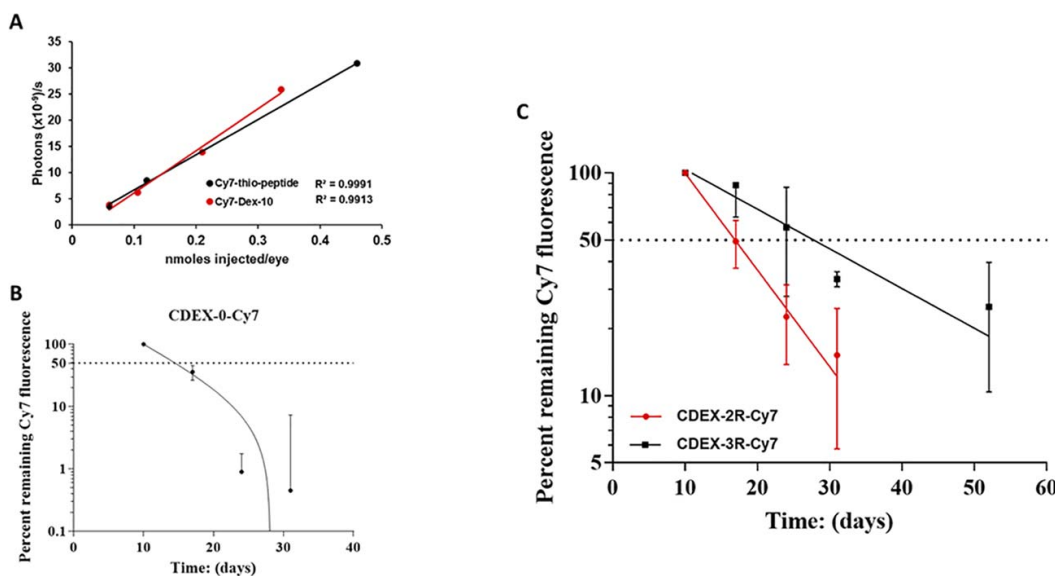 A
35
30
25
20
15
10
5
0
Photons (x10⁻⁹)/s
Cy7-thio-peptide R² = 0.9991
Cy7-Dex-10 R² = 0.9913
0 0.1 0.2 0.3 0.4 0.5
nmoles injected/eye
B
CDEX-0-Cy7
100
50
10
1
0.1
Percent remaining Cy7 fluorescence
0 10 20 30 40
Time: (days)
C
100
50
10
5
Percent remaining Cy7 fluorescence
CDEX-2R-Cy7
CDEX-3R-Cy7
0 10 20 30 40 50 60
Time: (days)